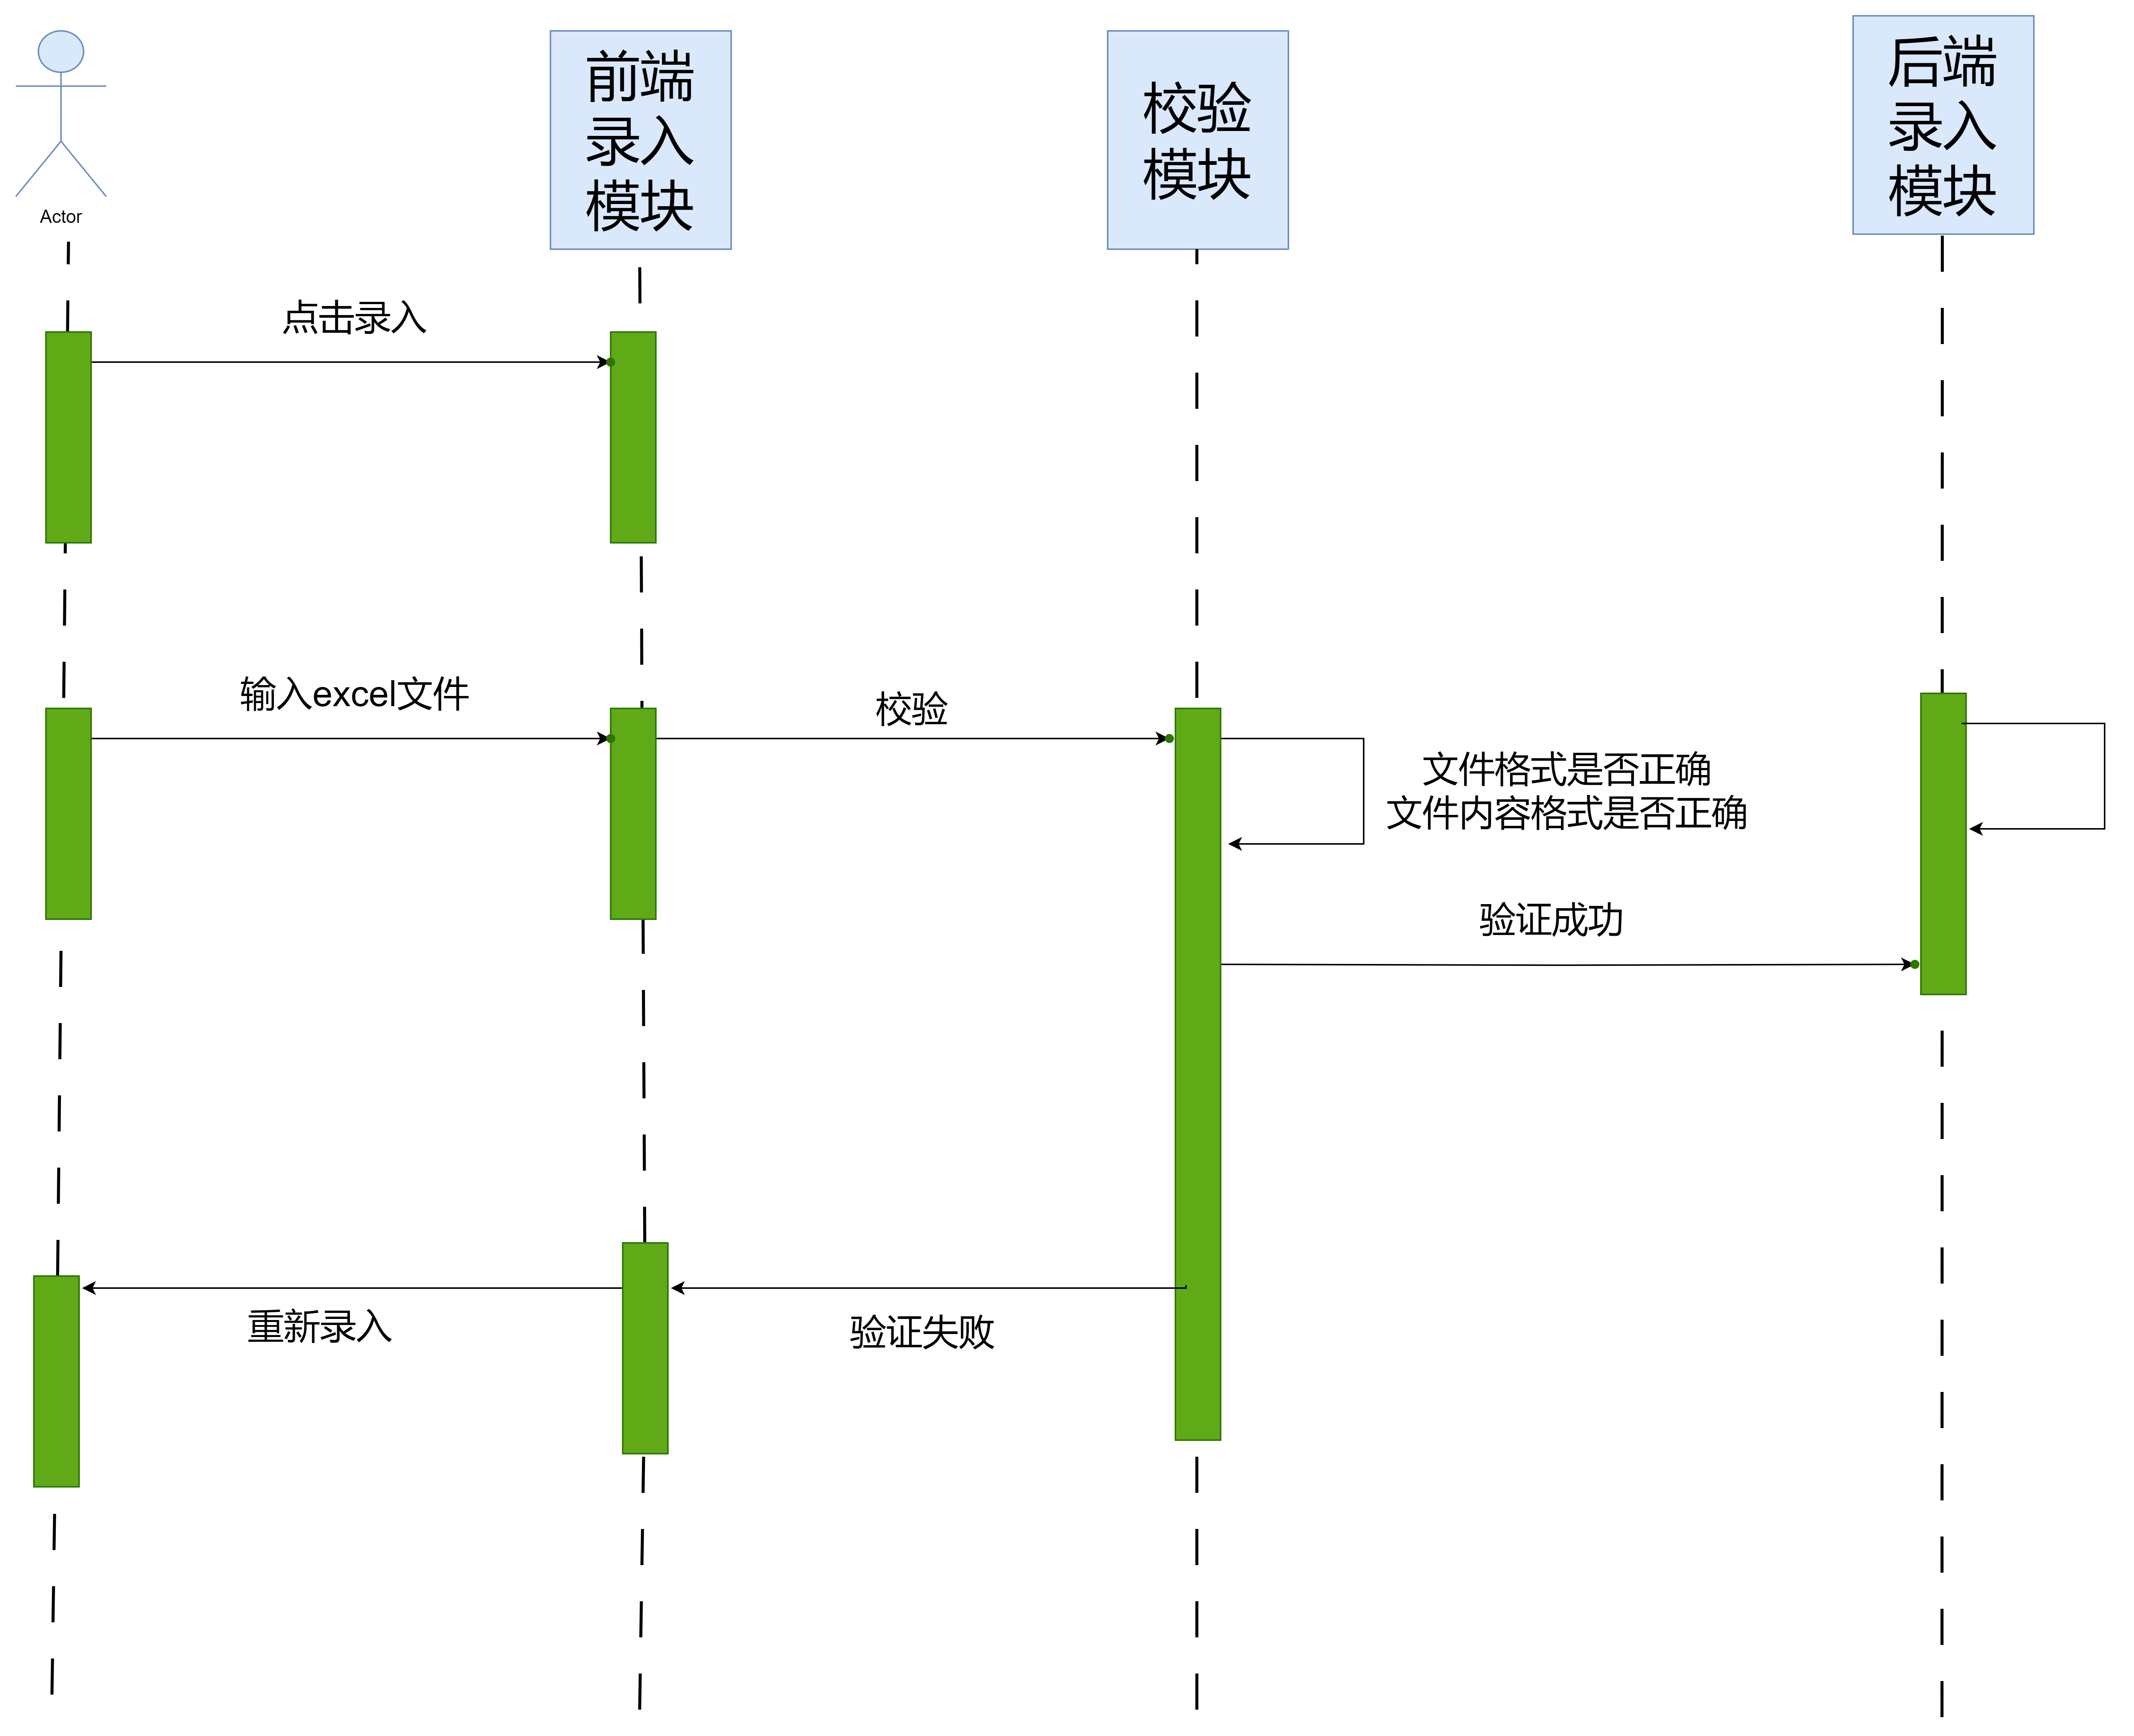 Actor
前端
录入
模块
校验
模块
后端
录入
模块
点击录入
输入excel文件
校验
文件格式是否正确
文件内容格式是否正确
验证成功
重新录入
验证失败